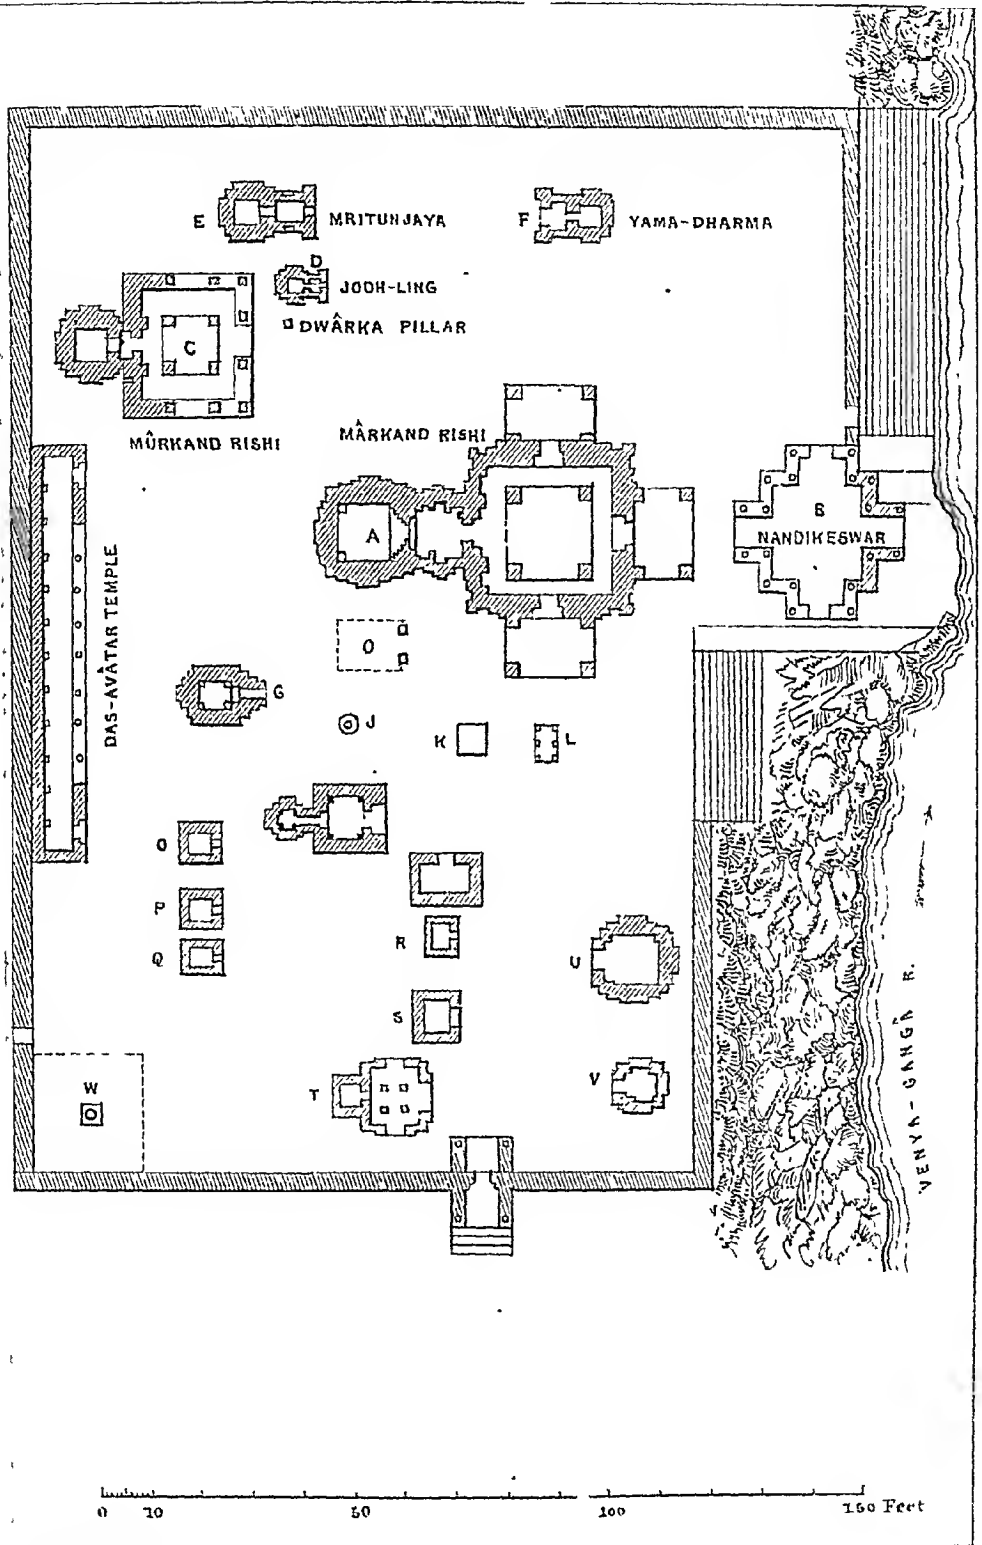 E
MRITUNJAYA
F
YAMA-DHARMA
D
JODH-LING
DWÂRKA PILLAR
C
MÛRKAND RISHI
MÂRKAND RISHI
A
B
NANDIKESWAR
DAS-AVÂTAR TEMPLE
O
G
J
K
L
O
P
Q
R
S
T
U
V
W
VENYA-GANGÂ R.
0 10 50 100 150 Feet